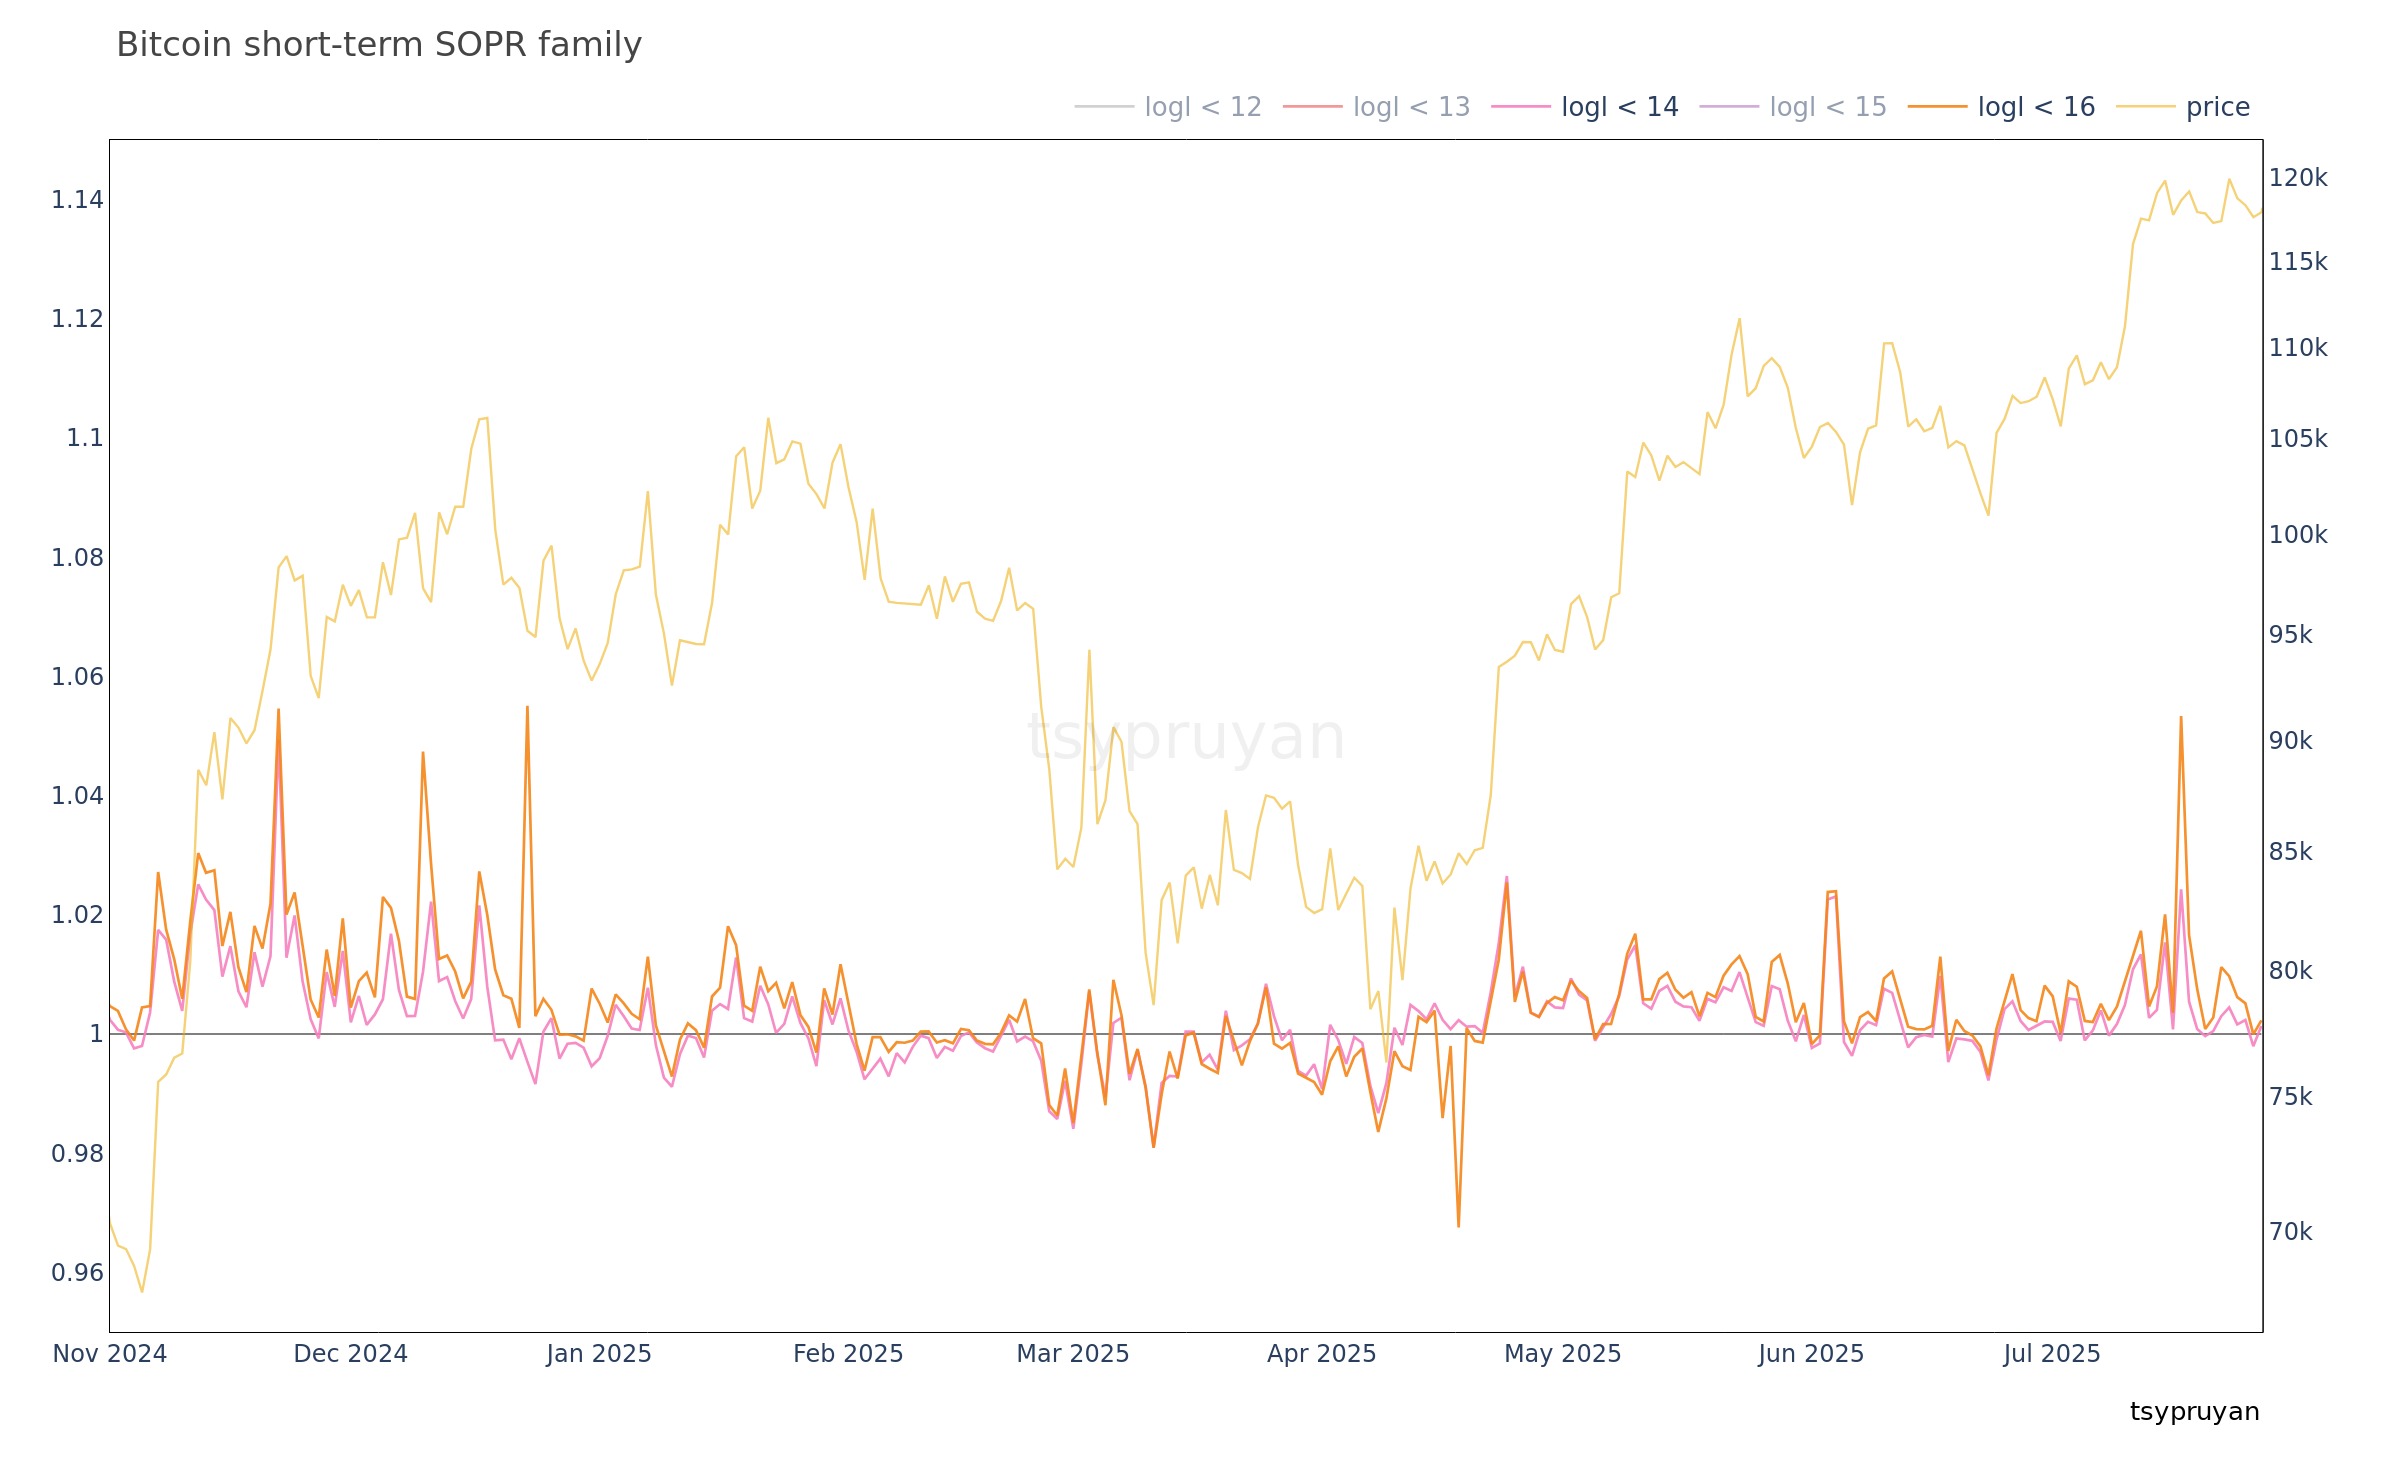 Bitcoin short-term SOPR family
logl < 12 logl < 13 logl < 14 logl < 15 logl < 16 price
1.14
1.12
1.1
1.08
1.06
1.04
1.02
1
0.98
0.96
120k
115k
110k
105k
100k
95k
90k
85k
80k
75k
70k
tsypruyan
Nov 2024 Dec 2024 Jan 2025 Feb 2025 Mar 2025 Apr 2025 May 2025 Jun 2025 Jul 2025
tsypruyan